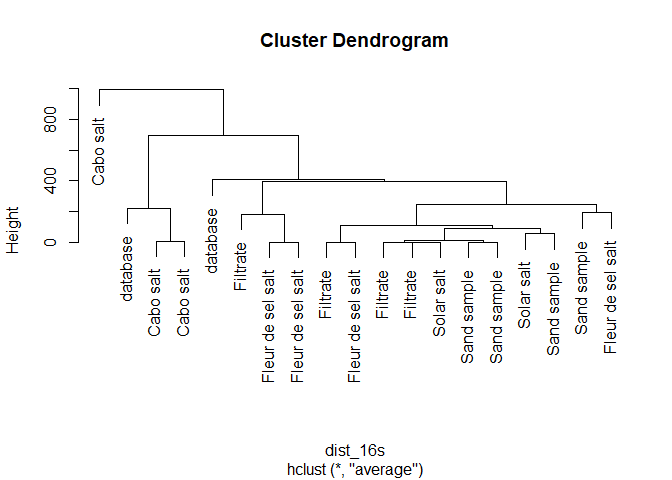 Cluster Dendrogram
Height
800
400
0
Cabo salt
database
Cabo salt
Cabo salt
database
Filtrate
Fleur de sel salt
Fleur de sel salt
Filtrate
Fleur de sel salt
Filtrate
Filtrate
Solar salt
Sand sample
Sand sample
Solar salt
Sand sample
Sand sample
Fleur de sel salt
dist_16s
hclust (*, "average")